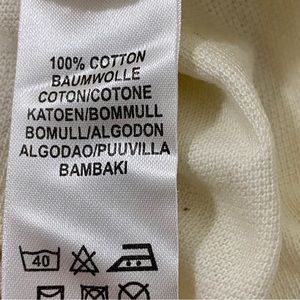 100% COTTON
BAUMWOLLE
COTON/COTONE
KATOEN/BOMMULL
BOMULL/ALGODON
ALGODAO/PUUVILLA
BAMBAKI
40